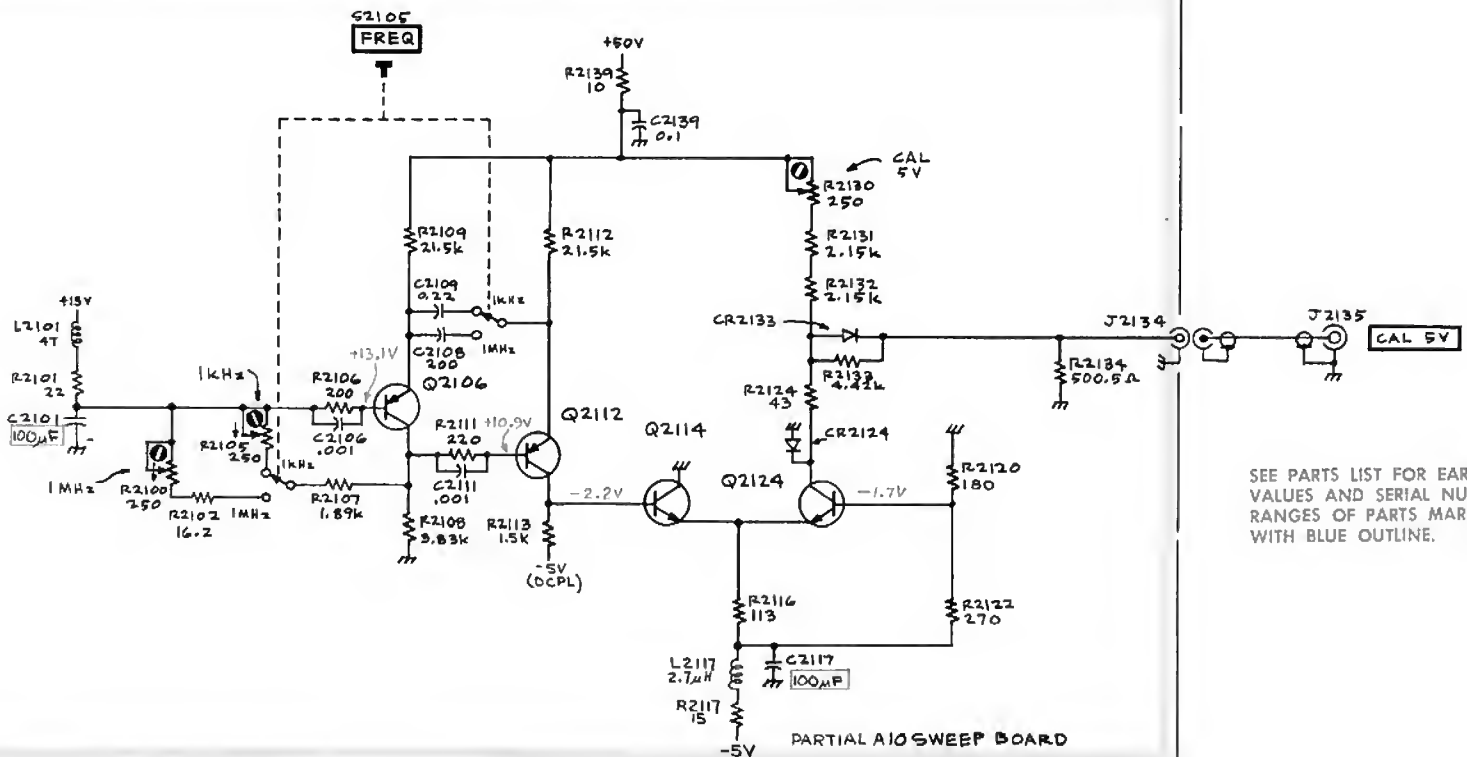 S2105
FREQ
+50V
R2139
10
C2139
0.1
CAL
5V
R2130
250
R2109
21.5k
R2112
21.5k
R2131
2.15k
R2132
2.15k
C2109
0.22
1kHz
+15V
L2101
4T
CR2133
J2134
J2135
CAL 5V
C2108
200
1MHz
+13.1V
R2133
4.42k
R2134
500.5Ω
R2101
22
1kHz
R2106
200
Q2106
R2124
43
C2101
100µF
-
C2106
.001
R2111
220
+10.9V
Q2112
Q2114
CR2124
R2105
250
C2111
.001
Q2124
R2120
180
1MHz
R2100
250
1kHz
R2107
1.89k
-2.2V
-1.7V
R2102
16.2
1MHz
R2108
3.83k
R2113
1.5k
-5V
(DCPL)
SEE PARTS LIST FOR EAR
VALUES AND SERIAL NU
RANGES OF PARTS MAR
WITH BLUE OUTLINE.
R2116
113
R2122
270
L2117
2.7µH
C2117
100µF
R2117
15
-5V
PARTIAL A10 SWEEP BOARD